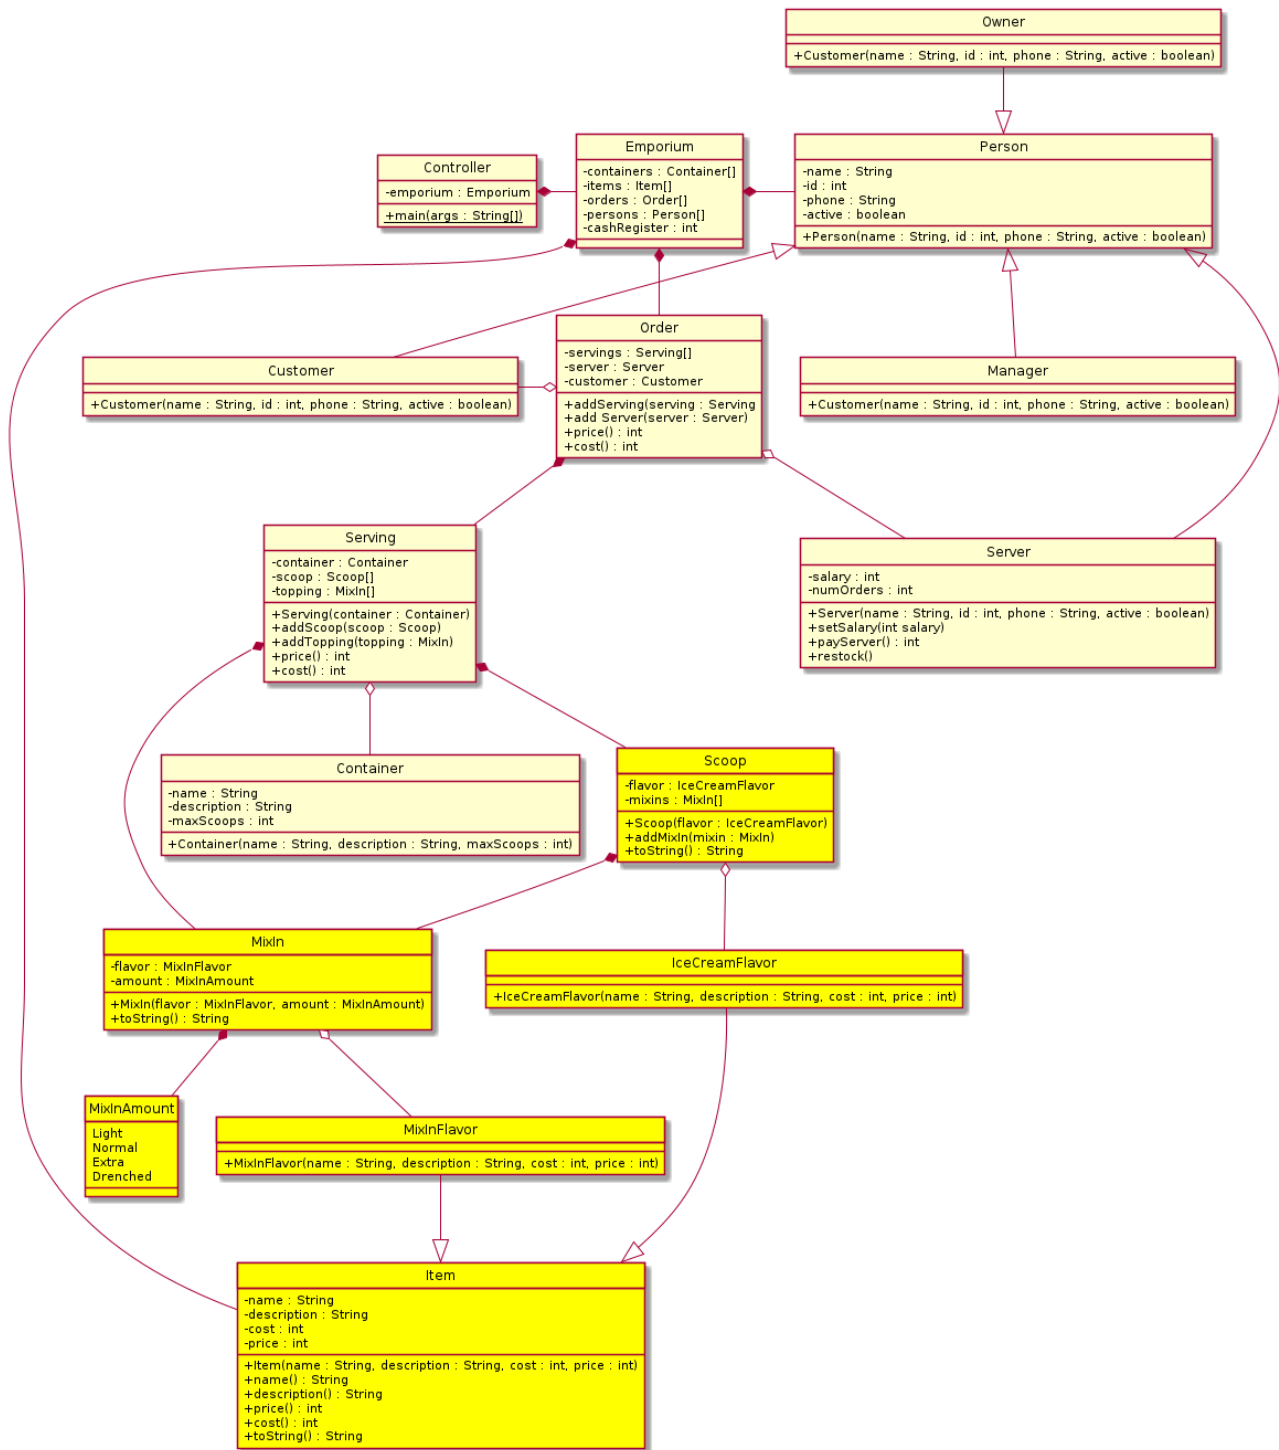 Owner
+Customer(name : String, id : int, phone : String, active : boolean)
Controller
-emporium : Emporium
+main(args : String[])
Emporium
-containers : Container[]
-items : Item[]
-orders : Order[]
-persons : Person[]
-cashRegister : int
Person
-name : String
-id : int
-phone : String
-active : boolean
+Person(name : String, id : int, phone : String, active : boolean)
Customer
+Customer(name : String, id : int, phone : String, active : boolean)
Order
-servings : Serving[]
-server : Server
-customer : Customer
+addServing(serving : Serving
+add Server(server : Server)
+price() : int
+cost() : int
Manager
+Customer(name : String, id : int, phone : String, active : boolean)
Serving
-container : Container
-scoop : Scoop[]
-topping : MixIn[]
+Serving(container : Container)
+addScoop(scoop : Scoop)
+addTopping(topping : MixIn)
+price() : int
+cost() : int
Server
-salary : int
-numOrders : int
+Server(name : String, id : int, phone : String, active : boolean)
+setSalary(int salary)
+payServer() : int
+restock()
Container
-name : String
-description : String
-maxScoops : int
+Container(name : String, description : String, maxScoops : int)
Scoop
-flavor : IceCreamFlavor
-mixins : MixIn[]
+Scoop(flavor : IceCreamFlavor)
+addMixIn(mixin : MixIn)
+toString() : String
MixIn
-flavor : MixInFlavor
-amount : MixInAmount
+MixIn(flavor : MixInFlavor, amount : MixInAmount)
+toString() : String
IceCreamFlavor
+IceCreamFlavor(name : String, description : String, cost : int, price : int)
MixInAmount
Light
Normal
Extra
Drenched
MixInFlavor
+MixInFlavor(name : String, description : String, cost : int, price : int)
Item
-name : String
-description : String
-cost : int
-price : int
+Item(name : String, description : String, cost : int, price : int)
+name() : String
+description() : String
+price() : int
+cost() : int
+toString() : String